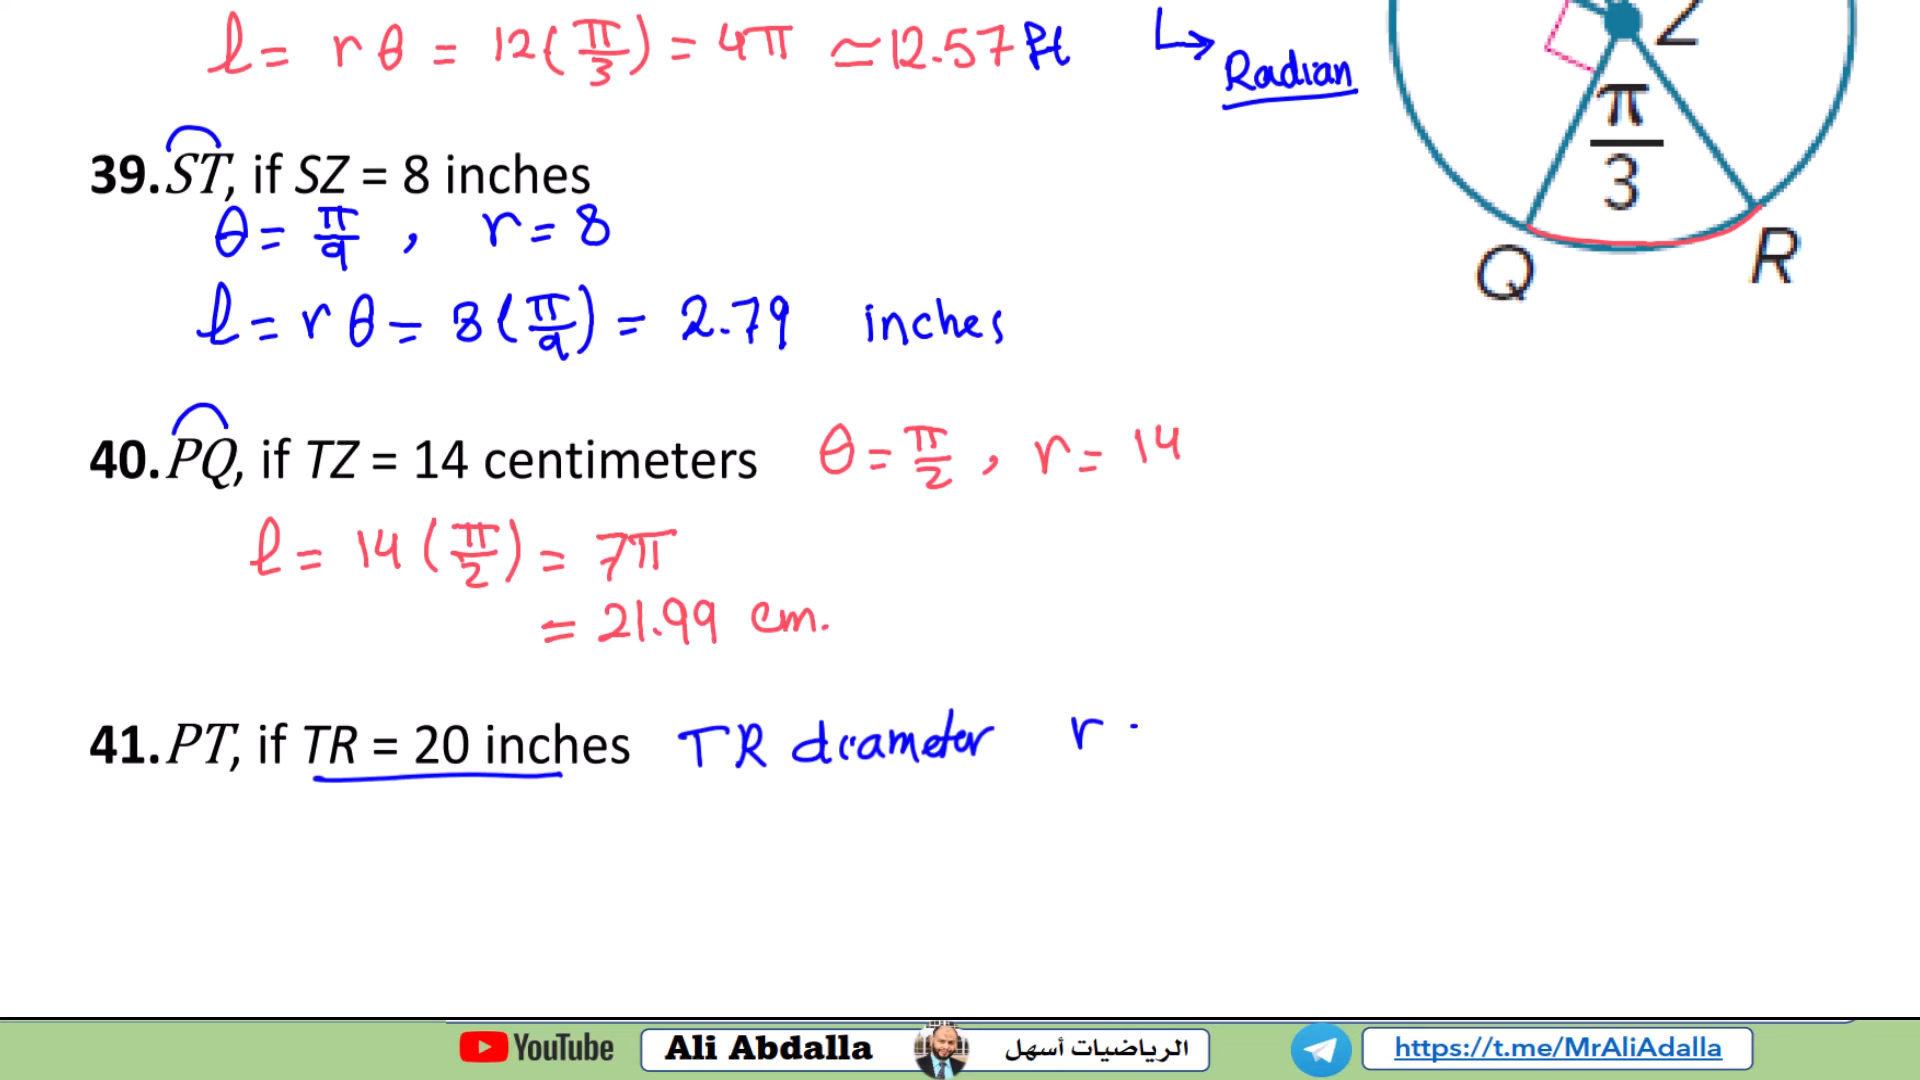 l = rθ = 12(π/3) = 4π ≃ 12.57 ft
Radian
Z
π/3
Q
R
39. ST, if SZ = 8 inches
θ = π/9 , r = 8
l = r θ = 8(π/9) = 2.79 inches
40. PQ, if TZ = 14 centimeters θ = π/2 , r = 14
l = 14(π/2) = 7π
= 21.99 cm.
41. PT, if TR = 20 inches TR diameter r
YouTube
Ali Abdalla
الرياضيات أسهل
https://t.me/MrAliAdalla